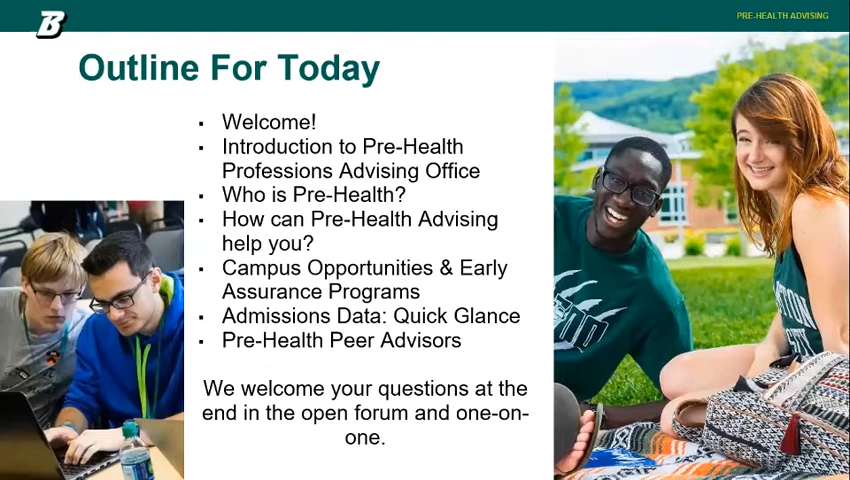 B
PRE-HEALTH ADVISING
Outline For Today
▪ Welcome!
▪ Introduction to Pre-Health
Professions Advising Office
▪ Who is Pre-Health?
▪ How can Pre-Health Advising
help you?
▪ Campus Opportunities & Early
Assurance Programs
▪ Admissions Data: Quick Glance
▪ Pre-Health Peer Advisors
We welcome your questions at the
end in the open forum and one-on-
one.